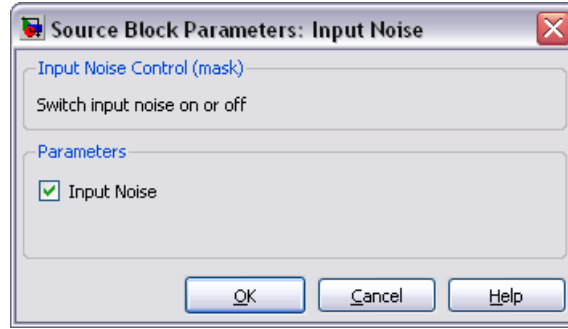 Source Block Parameters: Input Noise
Input Noise Control (mask)
Switch input noise on or off
Parameters
Input Noise
OK Cancel Help